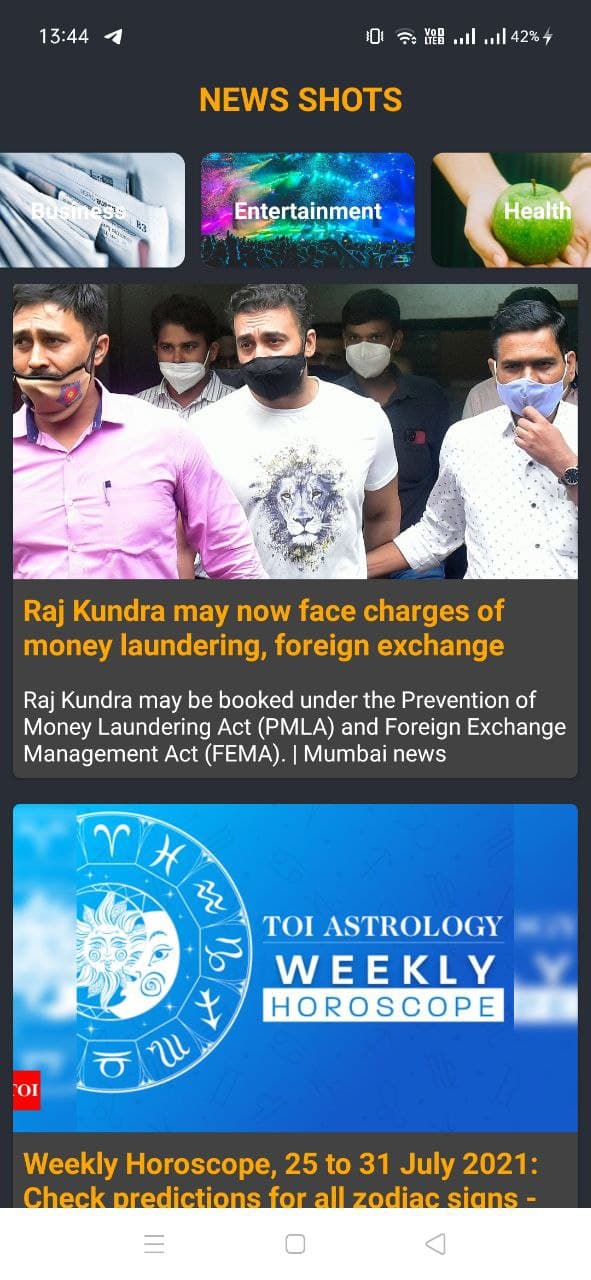 13:44
VoD
LTE2
42%
NEWS SHOTS
Business
B3
Entertainment
Health
Raj Kundra may now face charges of
money laundering, foreign exchange
Raj Kundra may be booked under the Prevention of
Money Laundering Act (PMLA) and Foreign Exchange
Management Act (FEMA). | Mumbai news
TOI ASTROLOGY
WEEKLY
HOROSCOPE
TOI
Weekly Horoscope, 25 to 31 July 2021:
Check predictions for all zodiac signs -